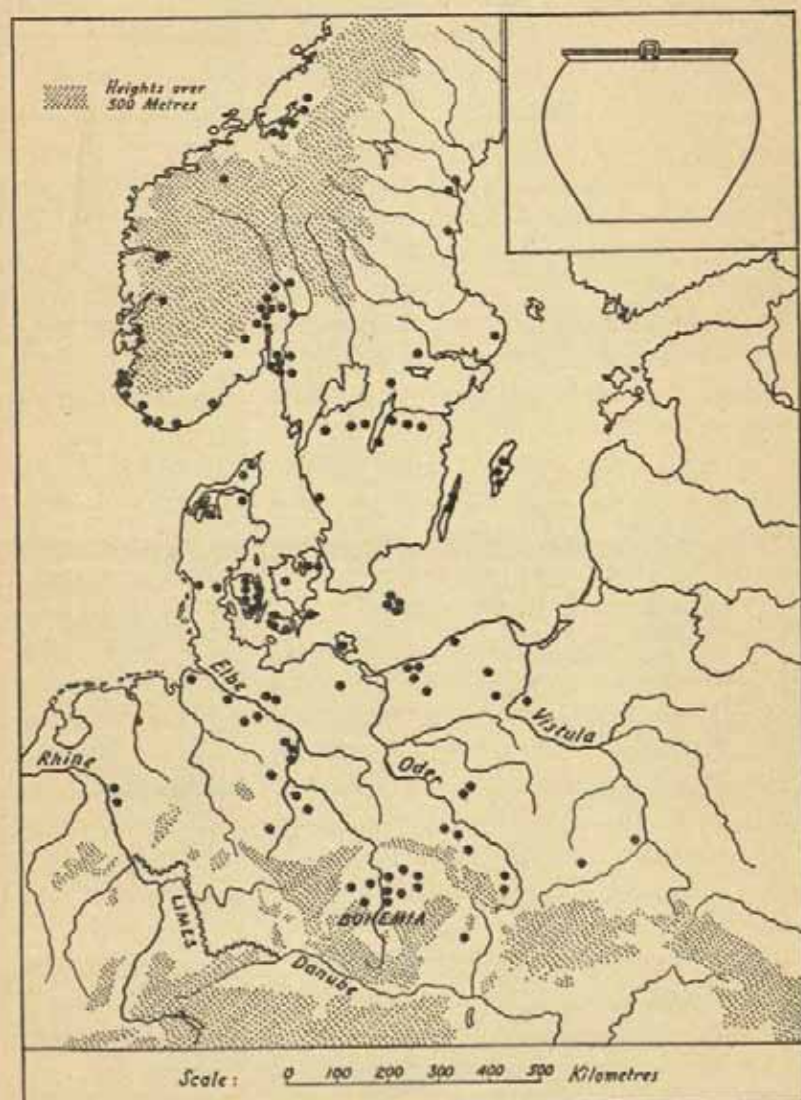 Heights over
500 Metres
Elbe
Vistula
Rhine
Oder
LIMES
BOHEMIA
Danube
Scale: 0 100 200 300 400 500 Kilometres